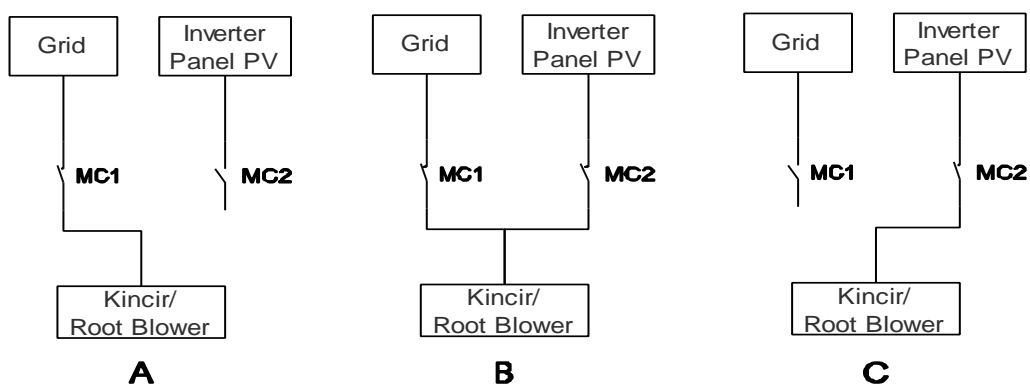 Grid
Inverter
Panel PV
MC1
MC2
Kincir/
Root Blower
A
Grid
Inverter
Panel PV
MC1
MC2
Kincir/
Root Blower
B
Grid
Inverter
Panel PV
MC1
MC2
Kincir/
Root Blower
C